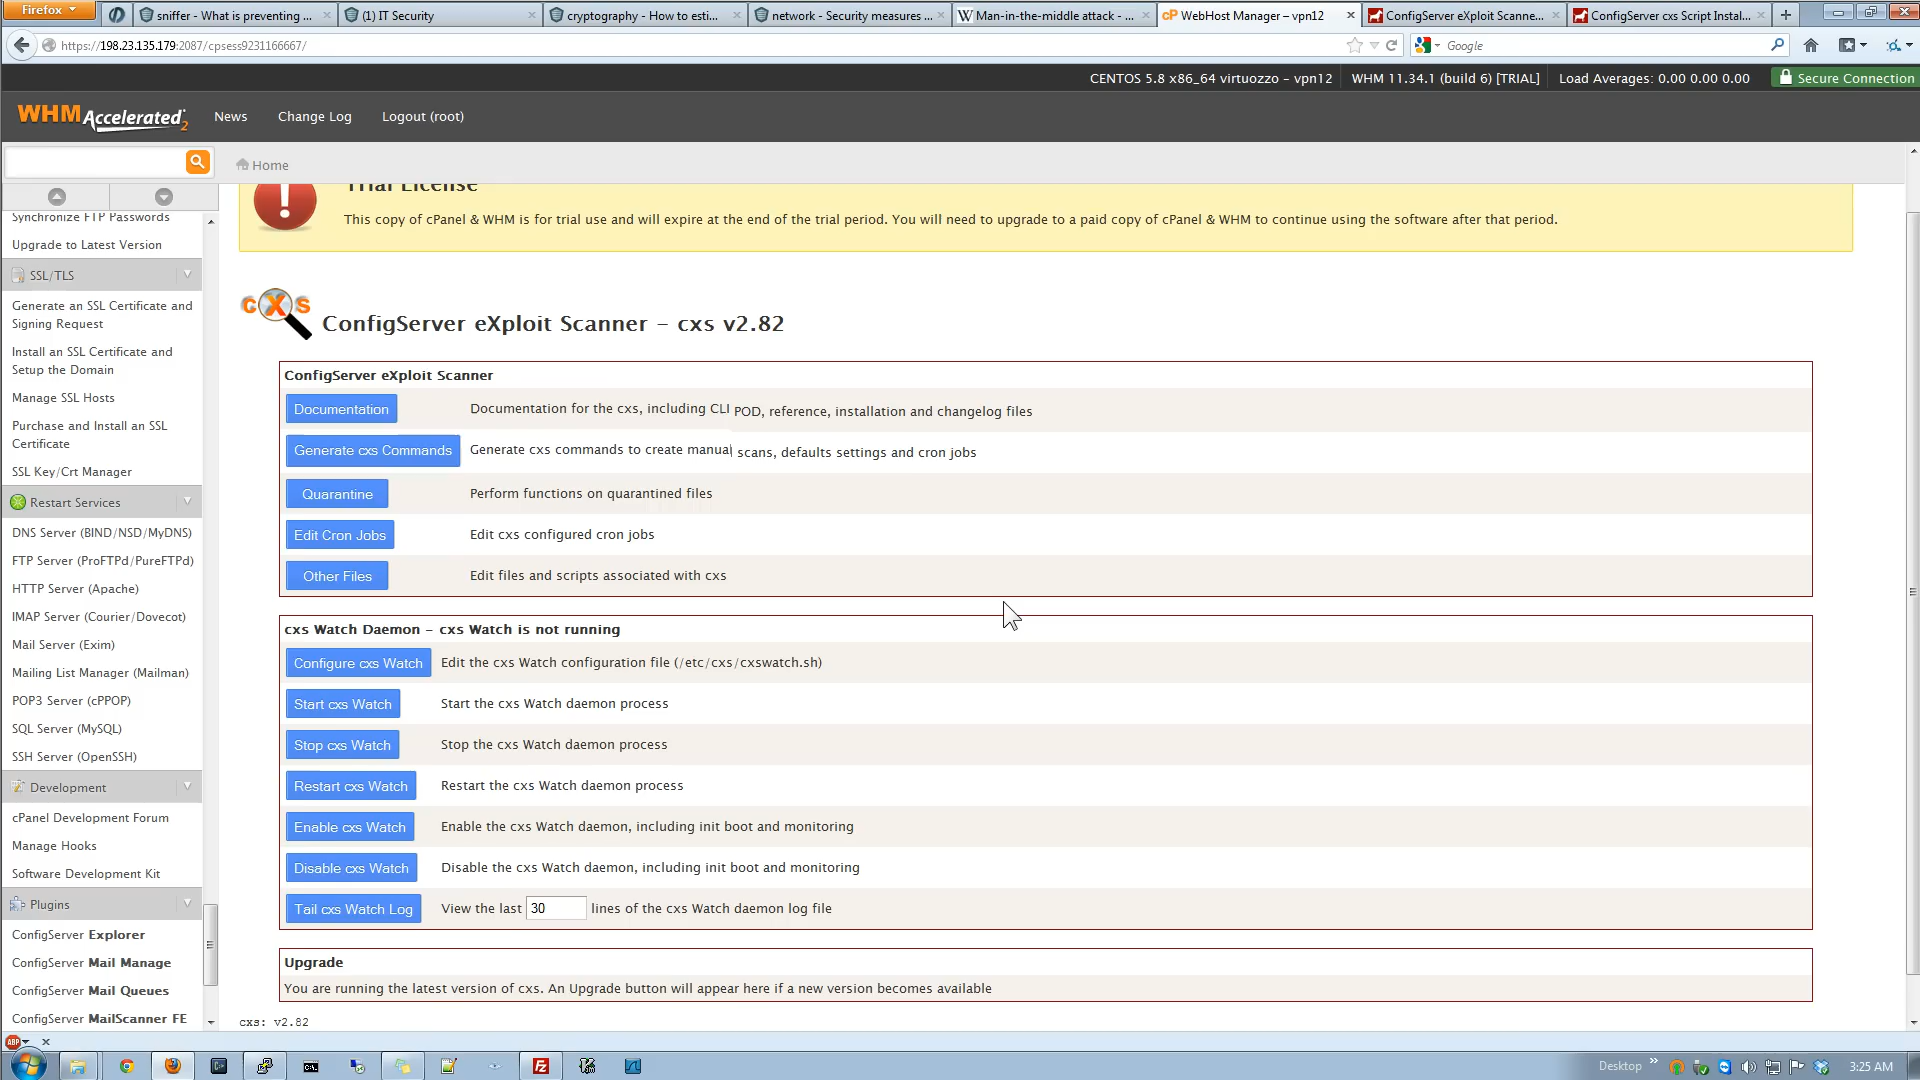 Firefox
sniffer - What is preventing ...
(1) IT Security
cryptography - How to esti...
network - Security measures ...
Man-in-the-middle attack - ...
WebHost Manager – vpn12
ConfigServer eXploit Scanne...
ConfigServer cxs Script Instal...
https://198.23.135.179:2087/cpsess9231166667/
Google
CENTOS 5.8 x86_64 virtuozzo – vpn12
WHM 11.34.1 (build 6) [TRIAL]
Load Averages: 0.00 0.00 0.00
Secure Connection
WHM Accelerated2
News
Change Log
Logout (root)
Home
Trial License
This copy of cPanel & WHM is for trial use and will expire at the end of the trial period. You will need to upgrade to a paid copy of cPanel & WHM to continue using the software after that period.
Synchronize FTP Passwords
Upgrade to Latest Version
SSL/TLS
Generate an SSL Certificate and
Signing Request
Install an SSL Certificate and
Setup the Domain
Manage SSL Hosts
Purchase and Install an SSL
Certificate
SSL Key/Crt Manager
Restart Services
DNS Server (BIND/NSD/MyDNS)
FTP Server (ProFTPd/PureFTPd)
HTTP Server (Apache)
IMAP Server (Courier/Dovecot)
Mail Server (Exim)
Mailing List Manager (Mailman)
POP3 Server (cPPOP)
SQL Server (MySQL)
SSH Server (OpenSSH)
Development
cPanel Development Forum
Manage Hooks
Software Development Kit
Plugins
ConfigServer Explorer
ConfigServer Mail Manage
ConfigServer Mail Queues
ConfigServer MailScanner FE
cxs
ConfigServer eXploit Scanner – cxs v2.82
ConfigServer eXploit Scanner
Documentation
Documentation for the cxs, including CLI POD, reference, installation and changelog files
Generate cxs Commands
Generate cxs commands to create manual scans, defaults settings and cron jobs
Quarantine
Perform functions on quarantined files
Edit Cron Jobs
Edit cxs configured cron jobs
Other Files
Edit files and scripts associated with cxs
cxs Watch Daemon – cxs Watch is not running
Configure cxs Watch
Edit the cxs Watch configuration file (/etc/cxs/cxswatch.sh)
Start cxs Watch
Start the cxs Watch daemon process
Stop cxs Watch
Stop the cxs Watch daemon process
Restart cxs Watch
Restart the cxs Watch daemon process
Enable cxs Watch
Enable the cxs Watch daemon, including init boot and monitoring
Disable cxs Watch
Disable the cxs Watch daemon, including init boot and monitoring
Tail cxs Watch Log
View the last 30 lines of the cxs Watch daemon log file
Upgrade
You are running the latest version of cxs. An Upgrade button will appear here if a new version becomes available
cxs: v2.82
ABP
Desktop
3:25 AM